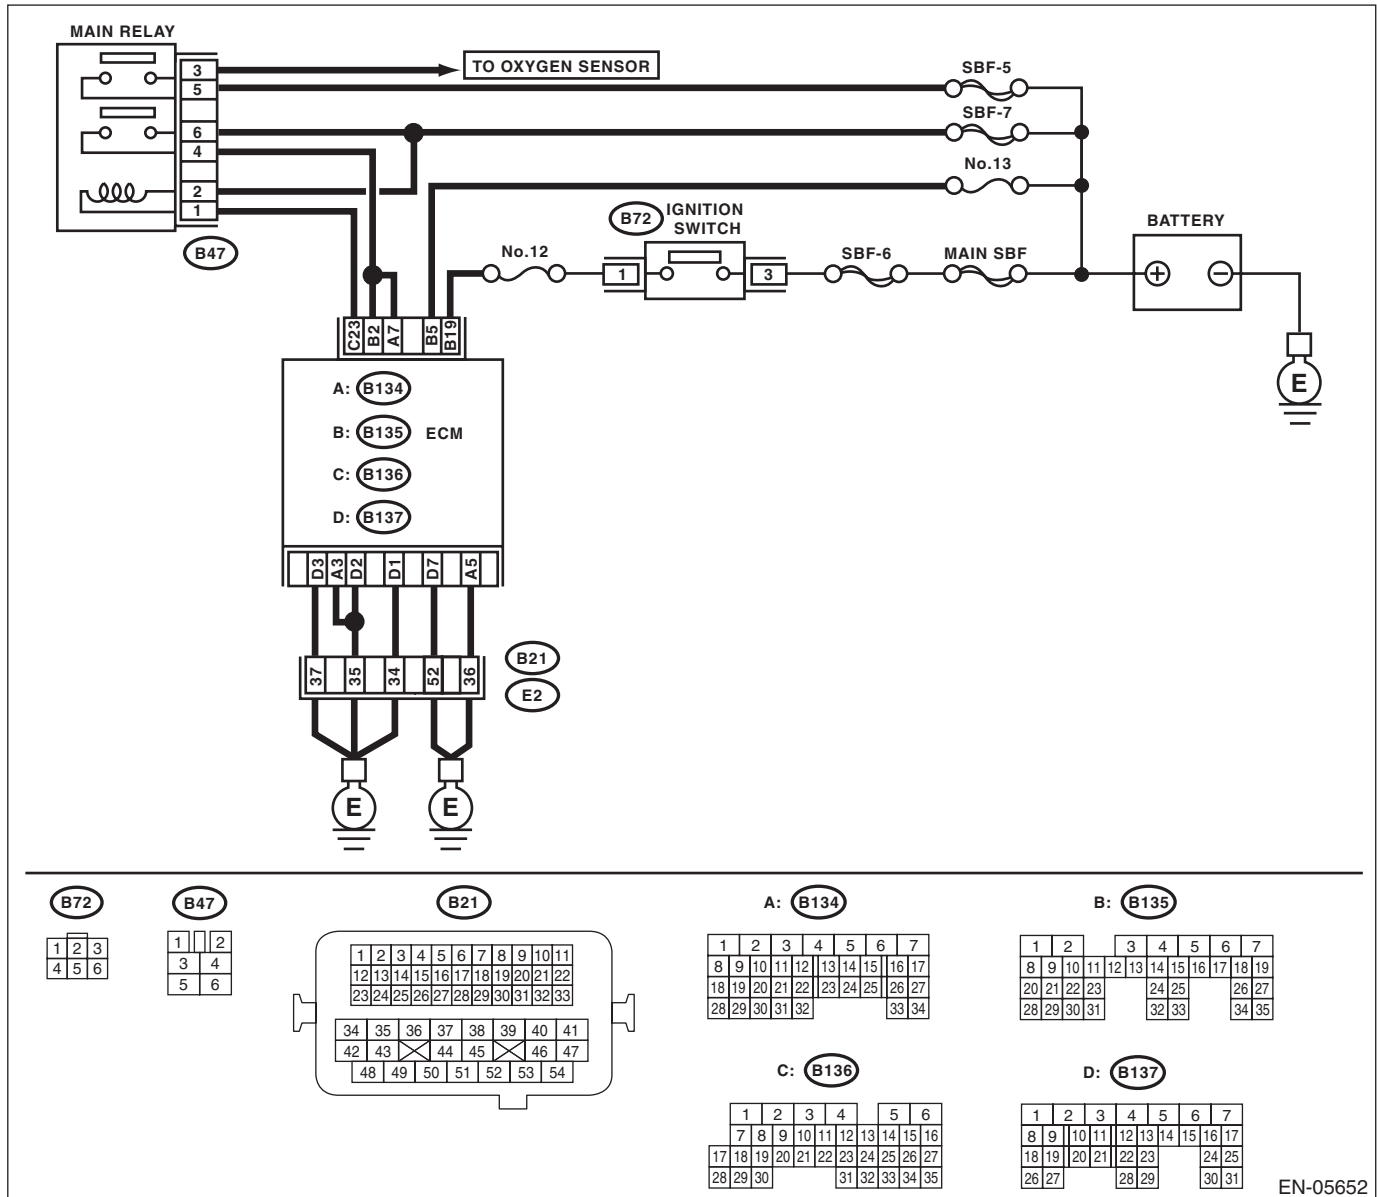 MAIN RELAY
3
TO OXYGEN SENSOR
5
SBF-5
6
SBF-7
4
No.13
2
1
B47
B72
IGNITION
SWITCH
BATTERY
No.12
1
3
SBF-6
MAIN SBF
+
−
E
C23
B2
A7
B5
B19
A: B134
B: B135
ECM
C: B136
D: B137
D3
A3
D2
D1
D7
A5
37
35
34
52
36
B21
E2
E
E
B72
1 2 3
4 5 6
B47
1 2
3 4
5 6
B21
1 2 3 4 5 6 7 8 9 10 11
12 13 14 15 16 17 18 19 20 21 22
23 24 25 26 27 28 29 30 31 32 33
34 35 36 37 38 39 40 41
42 43 44 45 46 47
48 49 50 51 52 53 54
A: B134
1 2 3 4 5 6 7
8 9 10 11 12 13 14 15 16 17
18 19 20 21 22 23 24 25 26 27
28 29 30 31 32 33 34
B: B135
1 2 3 4 5 6 7
8 9 10 11 12 13 14 15 16 17 18 19
20 21 22 23 24 25 26 27
28 29 30 31 32 33 34 35
C: B136
1 2 3 4 5 6
7 8 9 10 11 12 13 14 15 16
17 18 19 20 21 22 23 24 25 26 27
28 29 30 31 32 33 34 35
D: B137
1 2 3 4 5 6 7
8 9 10 11 12 13 14 15 16 17
18 19 20 21 22 23 24 25
26 27 28 29 30 31
EN-05652